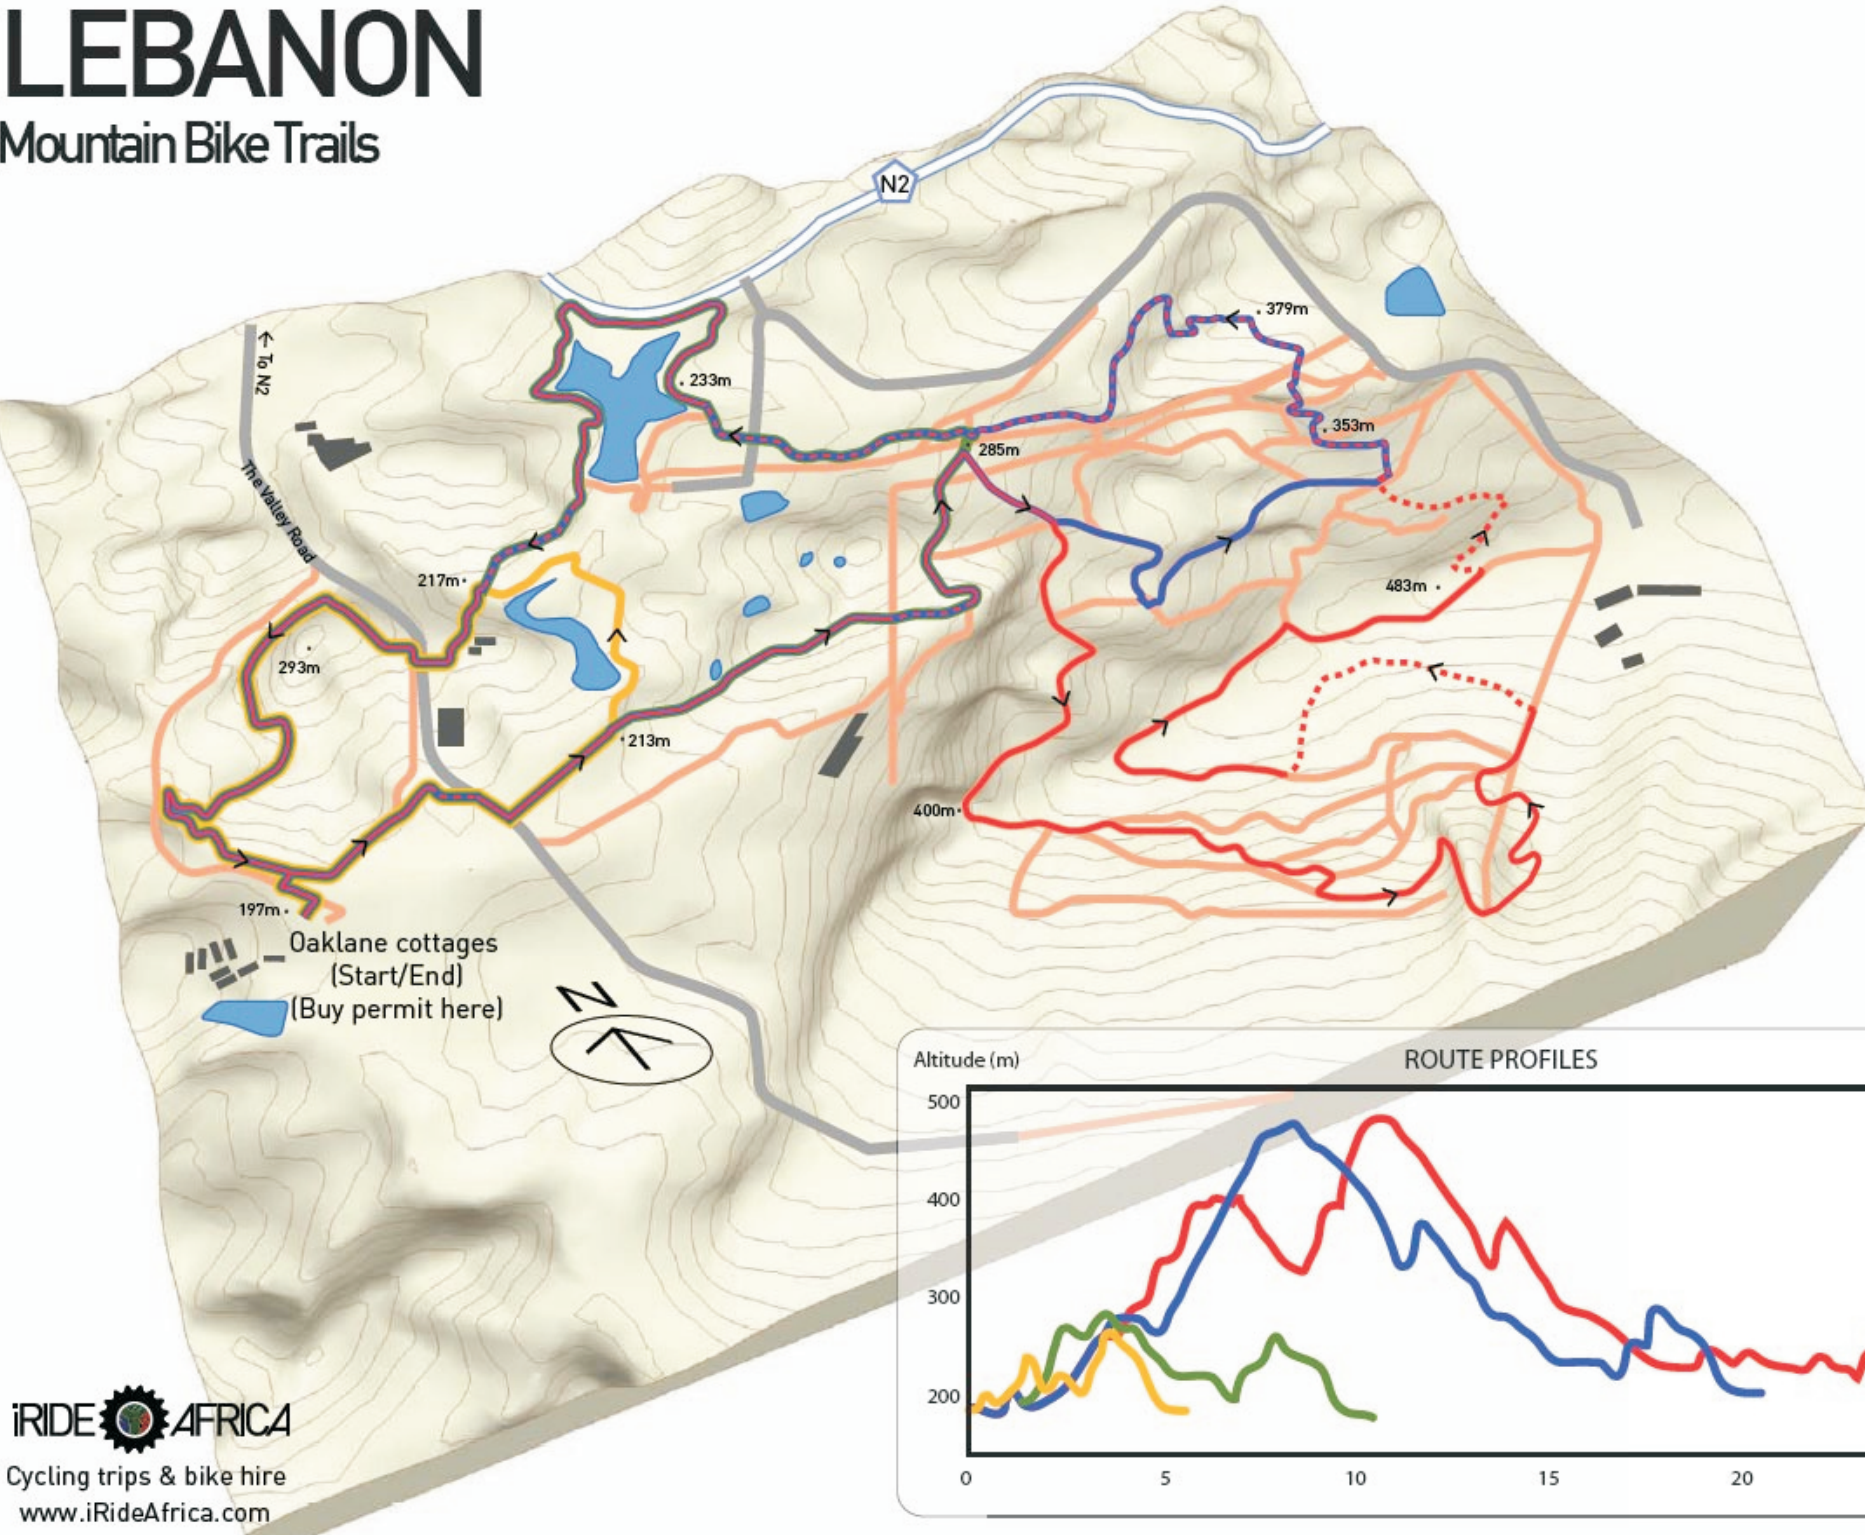 LEBANON
Mountain Bike Trails
N2
← To N2
The Valley Road
379m
233m
353m
285m
217m
483m
293m
213m
400m
197m
Oaklane cottages
(Start/End)
(Buy permit here)
N
Altitude (m)
ROUTE PROFILES
500
400
300
200
0 5 10 15 20
iRIDE AFRICA
Cycling trips & bike hire
www.iRideAfrica.com